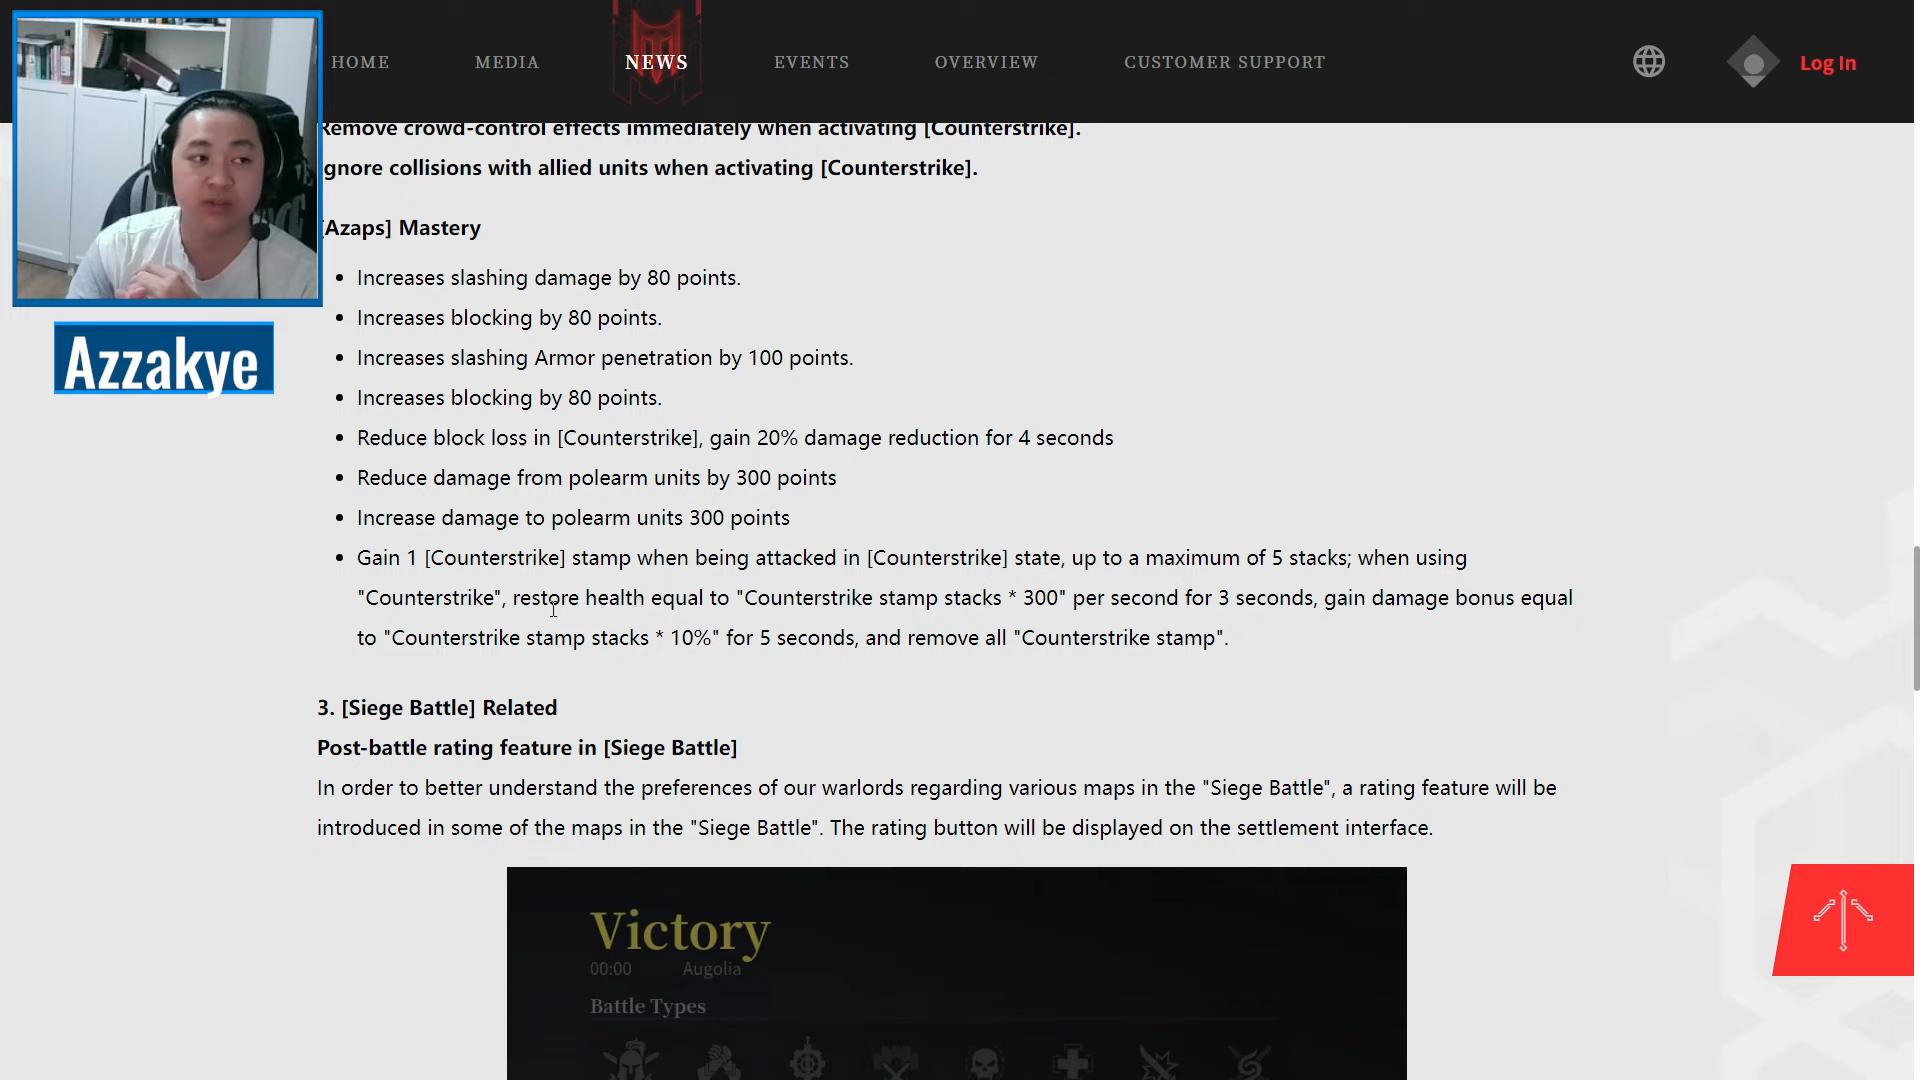 HOME
MEDIA
NEWS
EVENTS
OVERVIEW
CUSTOMER SUPPORT
Log In
Remove crowd-control effects immediately when activating [Counterstrike].
gnore collisions with allied units when activating [Counterstrike].
[Azaps] Mastery
• Increases slashing damage by 80 points.
• Increases blocking by 80 points.
• Increases slashing Armor penetration by 100 points.
• Increases blocking by 80 points.
• Reduce block loss in [Counterstrike], gain 20% damage reduction for 4 seconds
• Reduce damage from polearm units by 300 points
• Increase damage to polearm units 300 points
• Gain 1 [Counterstrike] stamp when being attacked in [Counterstrike] state, up to a maximum of 5 stacks; when using
"Counterstrike", restore health equal to "Counterstrike stamp stacks * 300" per second for 3 seconds, gain damage bonus equal
to "Counterstrike stamp stacks * 10%" for 5 seconds, and remove all "Counterstrike stamp".
3. [Siege Battle] Related
Post-battle rating feature in [Siege Battle]
In order to better understand the preferences of our warlords regarding various maps in the "Siege Battle", a rating feature will be
introduced in some of the maps in the "Siege Battle". The rating button will be displayed on the settlement interface.
Victory
00:00 Augolia
Battle Types
Azzakye